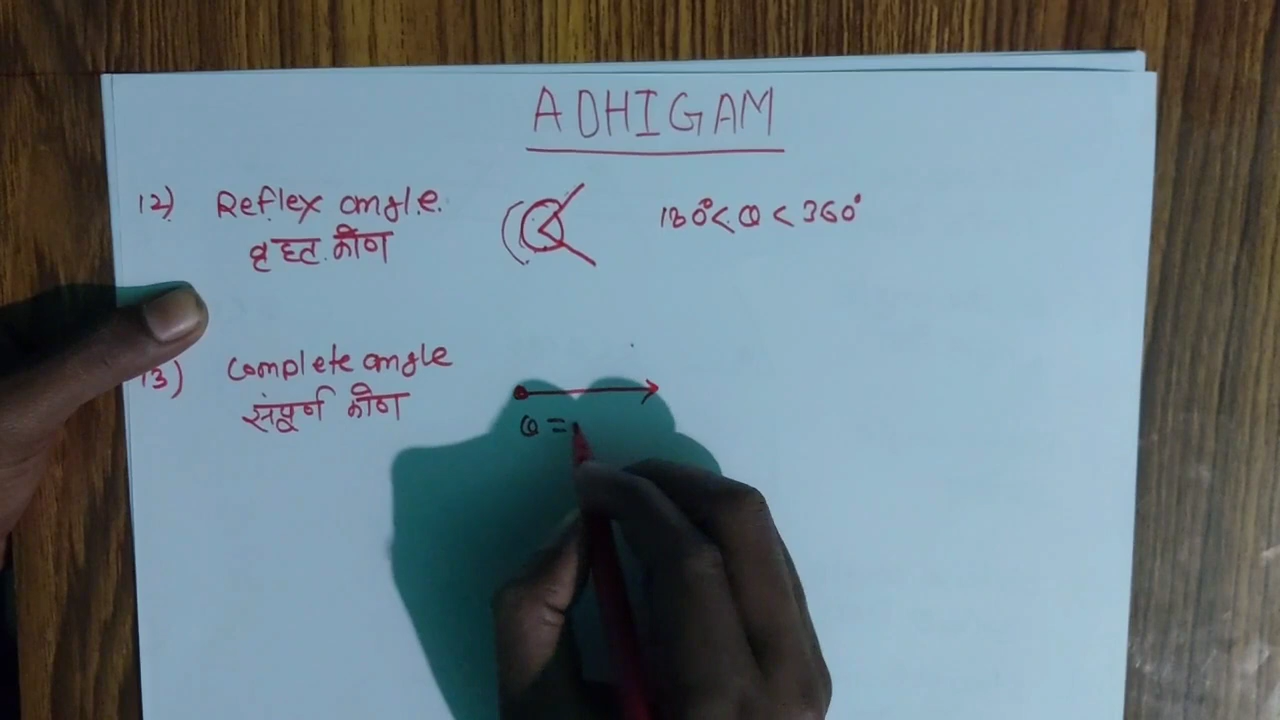 ADHIGAM
12) Reflex angle. 180° < θ < 360°
वृहत कोण
13) Complete angle
संपूर्ण कोण
θ =